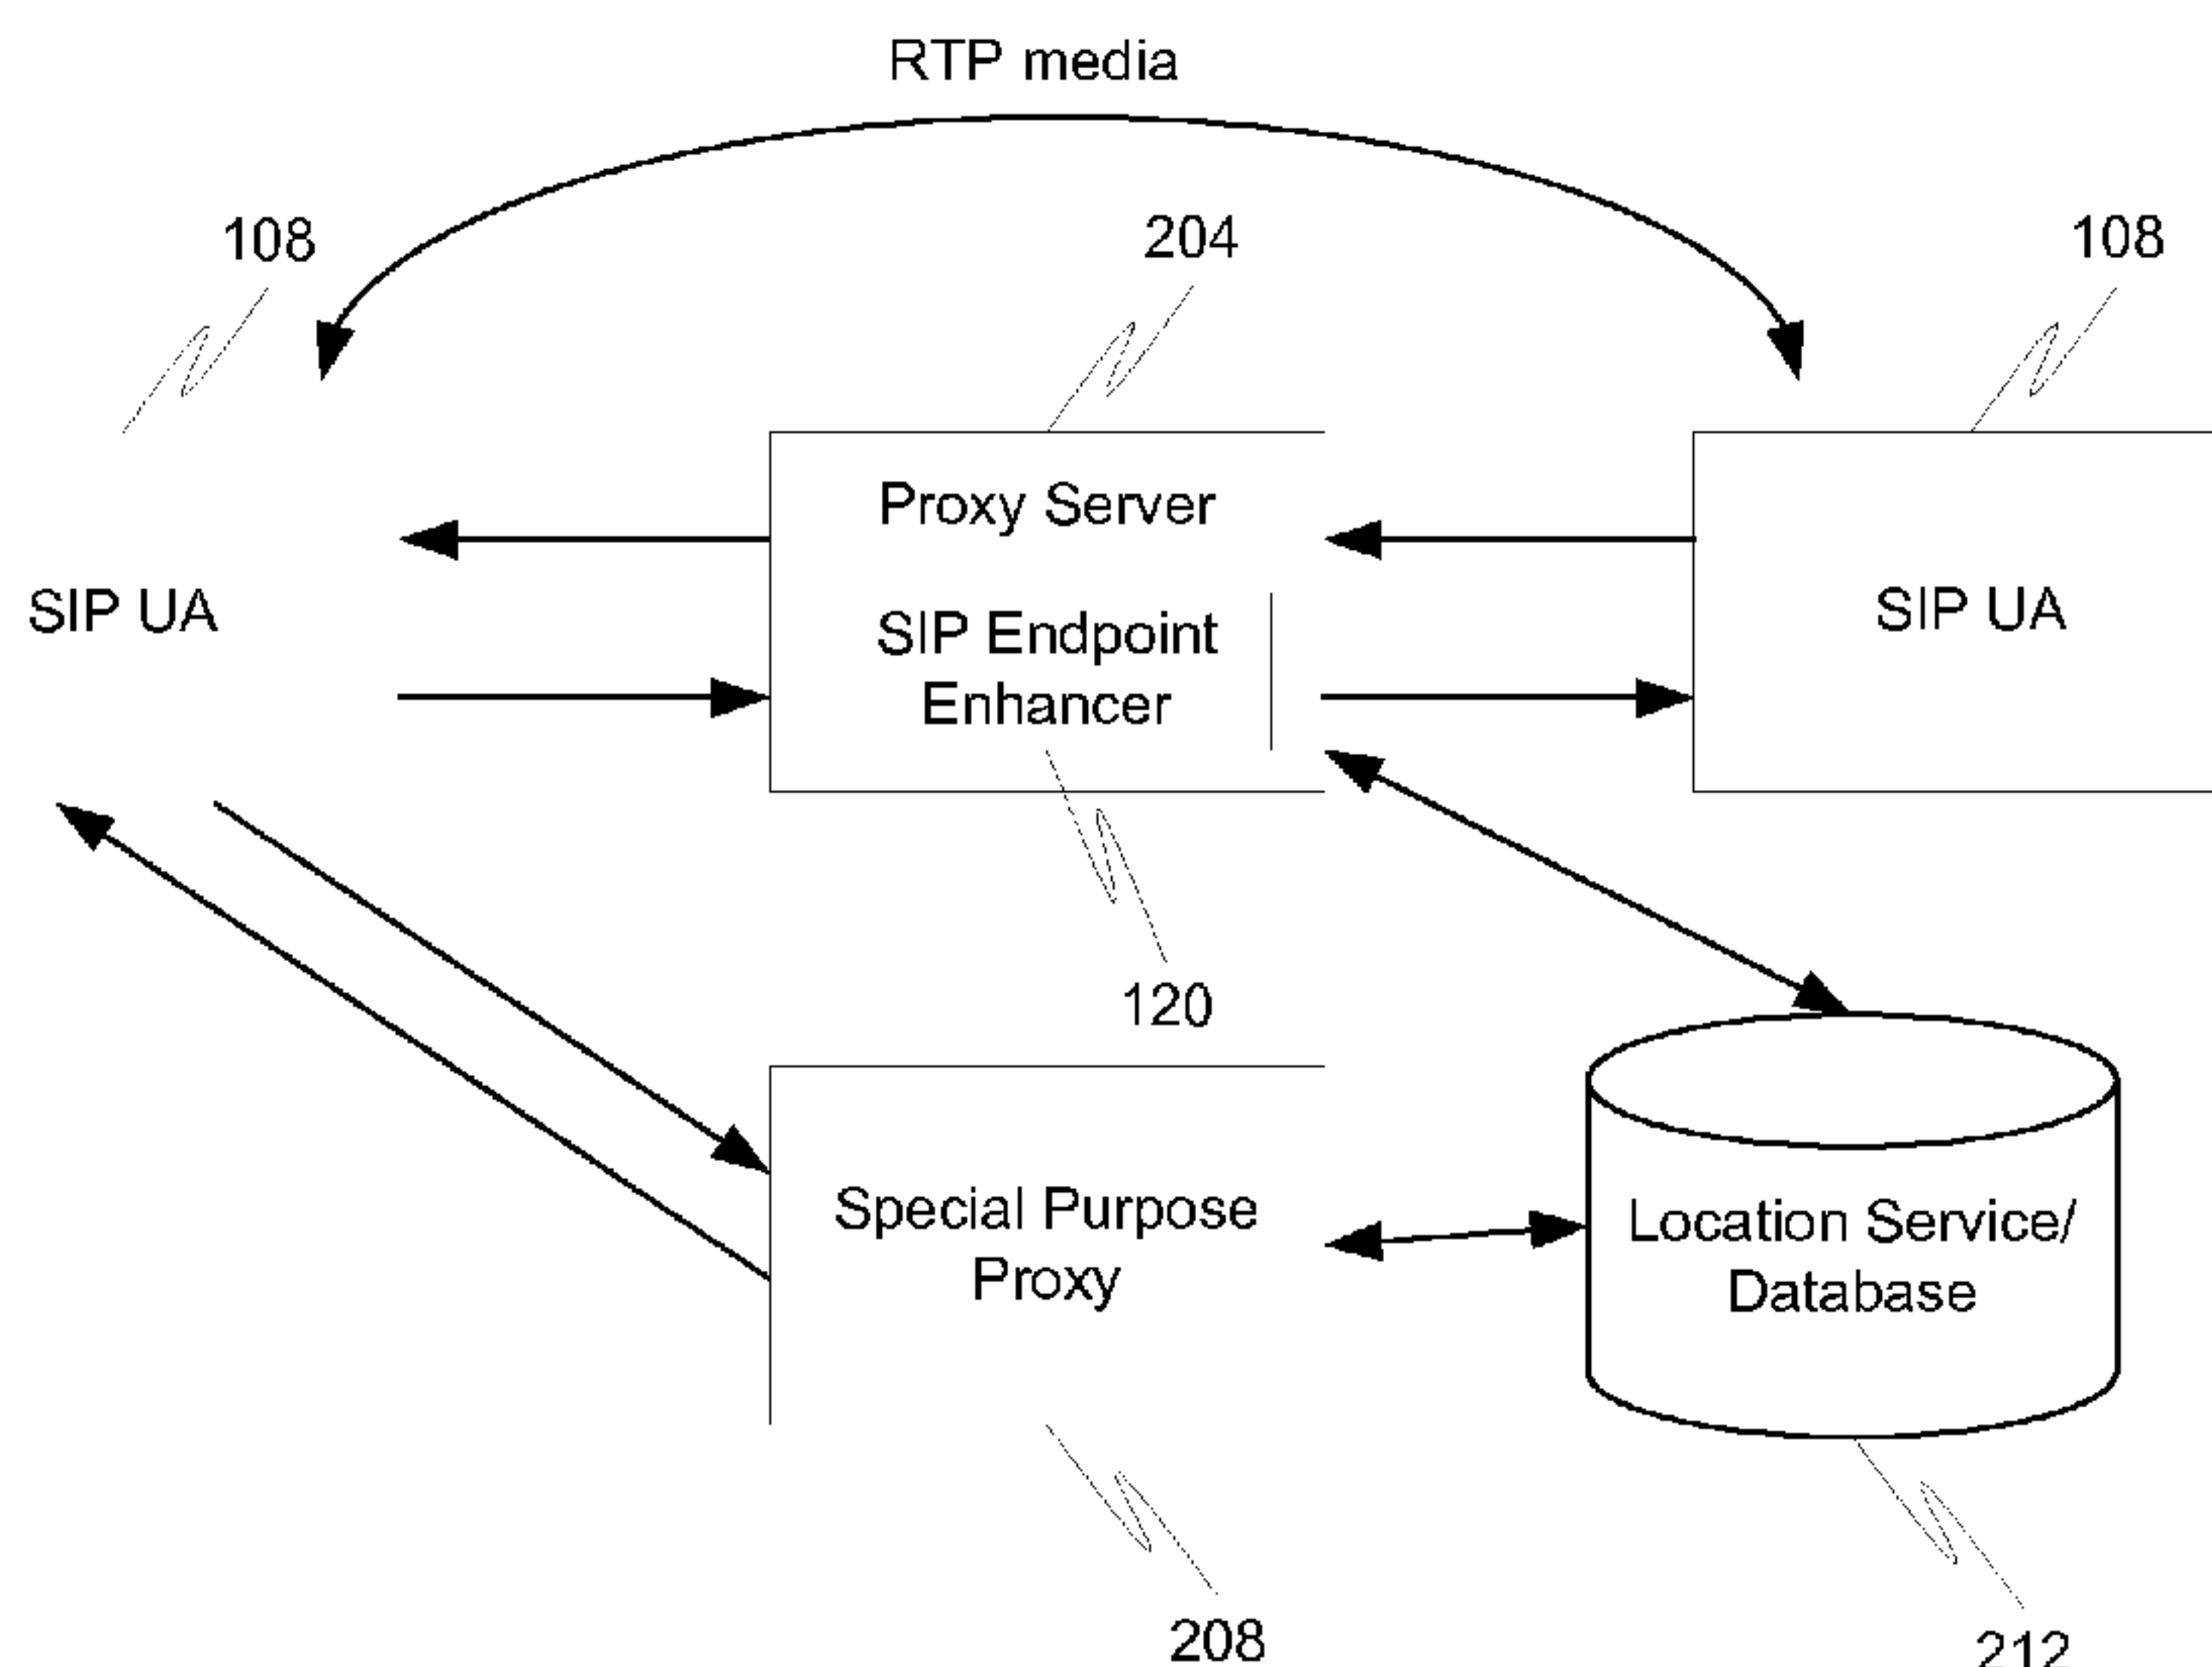 RTP media
108
204
108
Proxy Server
SIP UA
SIP Endpoint
Enhancer
SIP UA
120
Special Purpose
Proxy
Location Service/
Database
208
212